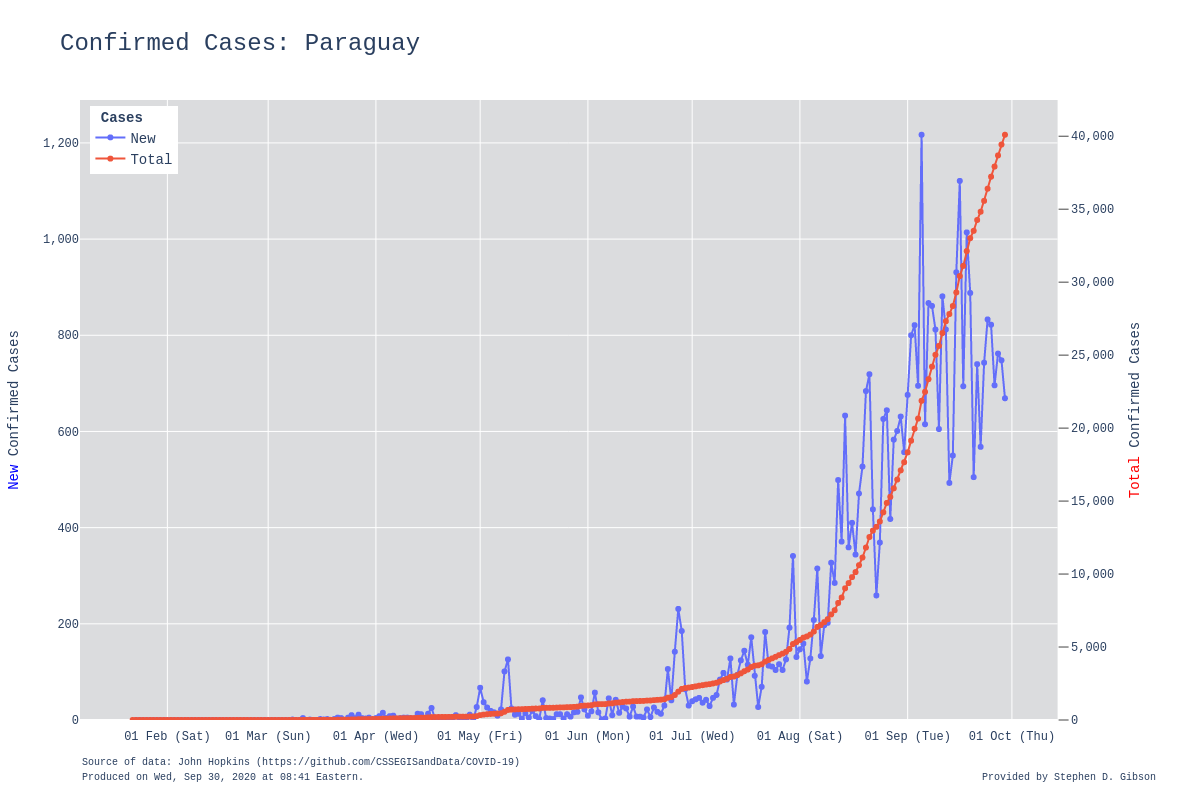 Confirmed Cases: Paraguay
Cases
New
Total
1,200
1,000
800
600
400
200
0
New Confirmed Cases
40,000
35,000
30,000
25,000
20,000
15,000
10,000
5,000
0
Total Confirmed Cases
01 Feb (Sat)
01 Mar (Sun)
01 Apr (Wed)
01 May (Fri)
01 Jun (Mon)
01 Jul (Wed)
01 Aug (Sat)
01 Sep (Tue)
01 Oct (Thu)
Source of data: John Hopkins (https://github.com/CSSEGISandData/COVID-19)
Produced on Wed, Sep 30, 2020 at 08:41 Eastern.
Provided by Stephen D. Gibson